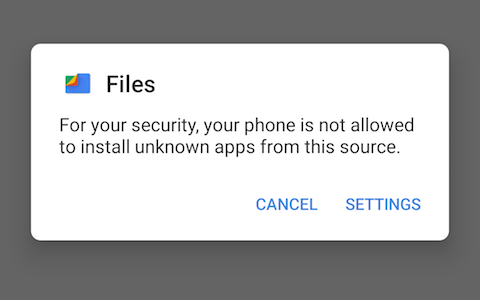 Files
For your security, your phone is not allowed
to install unknown apps from this source.
CANCEL SETTINGS